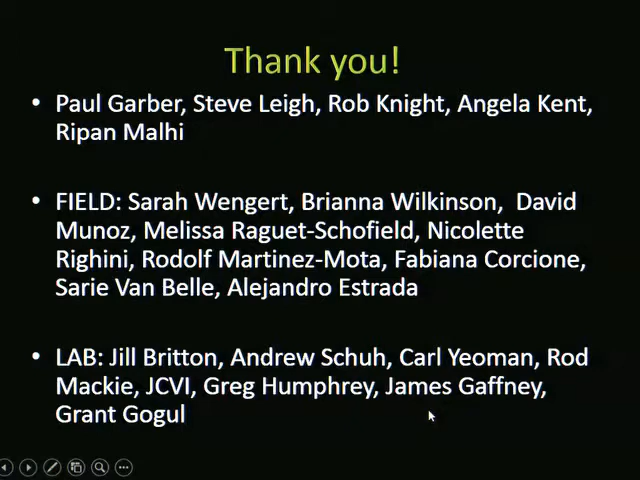 Thank you!
• Paul Garber, Steve Leigh, Rob Knight, Angela Kent,
Ripan Malhi
• FIELD: Sarah Wengert, Brianna Wilkinson, David
Munoz, Melissa Raguet-Schofield, Nicolette
Righini, Rodolf Martinez-Mota, Fabiana Corcione,
Sarie Van Belle, Alejandro Estrada
• LAB: Jill Britton, Andrew Schuh, Carl Yeoman, Rod
Mackie, JCVI, Greg Humphrey, James Gaffney,
Grant Gogul